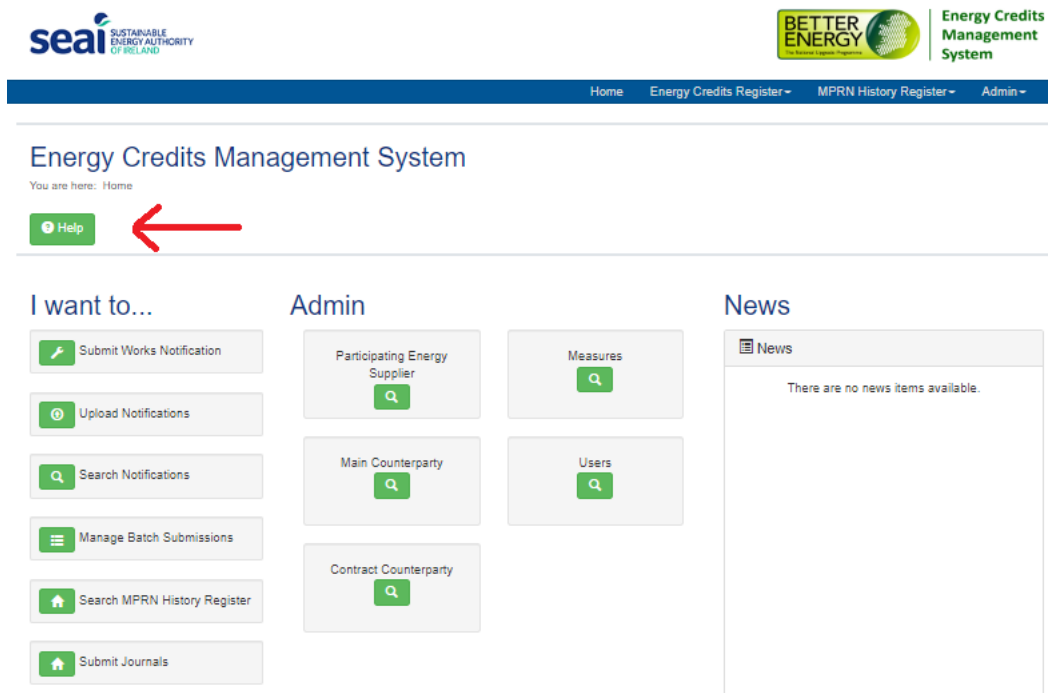 seai SUSTAINABLE
ENERGY AUTHORITY
OF IRELAND
BETTER
ENERGY
The National Upgrade Programme
Energy Credits
Management
System
Home Energy Credits Register MPRN History Register Admin
Energy Credits Management System
You are here: Home
Help
I want to...
Submit Works Notification
Upload Notifications
Search Notifications
Manage Batch Submissions
Search MPRN History Register
Submit Journals
Admin
Participating Energy
Supplier
Measures
Main Counterparty
Users
Contract Counterparty
News
News
There are no news items available.